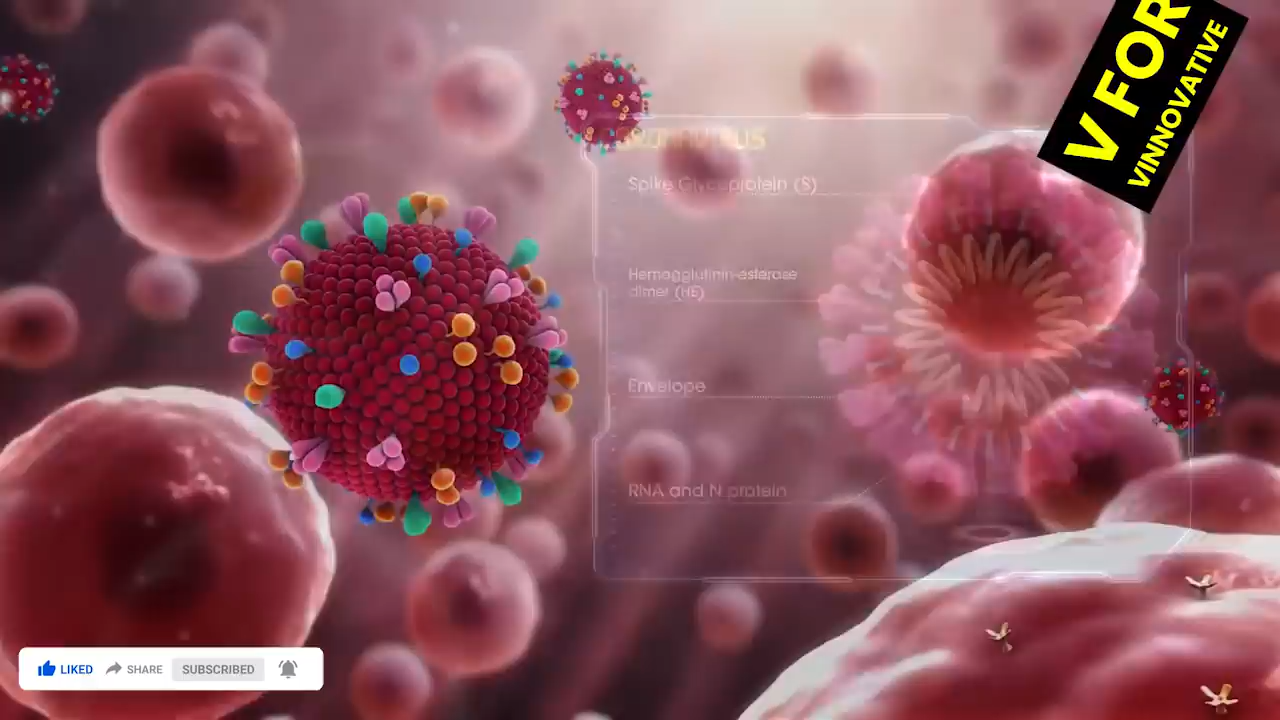 V FOR
VINNOVATIVE
Spike Glycoprotein (S)
Hemagglutinin-esterase
dimer (HE)
Envelope
RNA and N protein
LIKED SHARE SUBSCRIBED